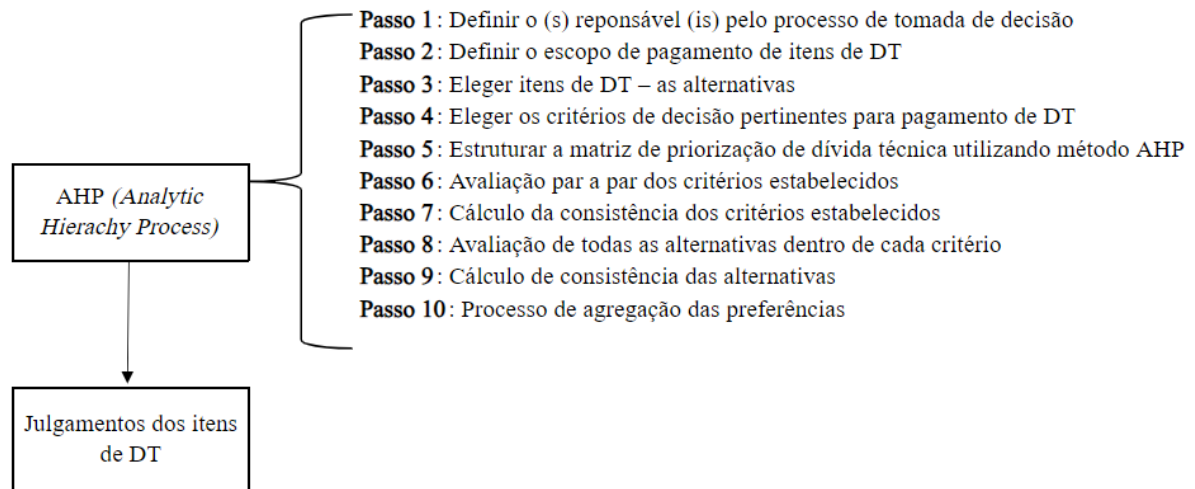 Passo 1: Definir o (s) reponsável (is) pelo processo de tomada de decisão
Passo 2: Definir o escopo de pagamento de itens de DT
Passo 3: Eleger itens de DT – as alternativas
Passo 4: Eleger os critérios de decisão pertinentes para pagamento de DT
Passo 5: Estruturar a matriz de priorização de dívida técnica utilizando método AHP
Passo 6: Avaliação par a par dos critérios estabelecidos
Passo 7: Cálculo da consistência dos critérios estabelecidos
Passo 8: Avaliação de todas as alternativas dentro de cada critério
Passo 9: Cálculo de consistência das alternativas
Passo 10: Processo de agregação das preferências
AHP (Analytic
Hierachy Process)
Julgamentos dos itens
de DT